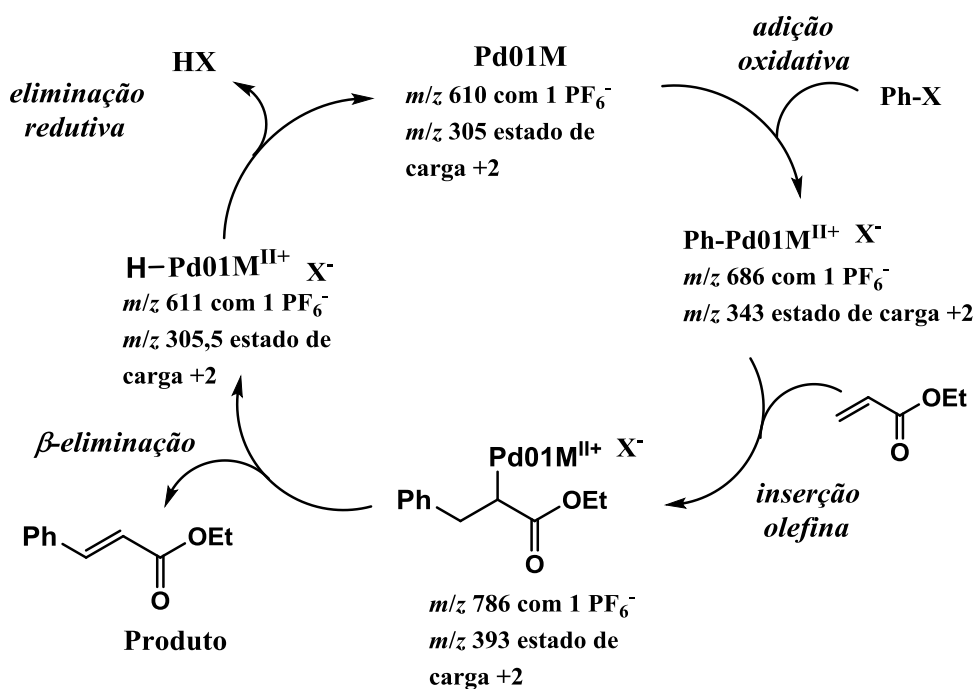 Pd01M
m/z 610 com 1 PF6-
m/z 305 estado de
carga +2
adição
oxidativa
Ph-X
Ph-Pd01MII+ X-
m/z 686 com 1 PF6-
m/z 343 estado de carga +2
OEt
O
inserção
olefina
Pd01MII+ X-
Ph
OEt
O
m/z 786 com 1 PF6-
m/z 393 estado de
carga +2
β-eliminação
Ph
OEt
O
Produto
H-Pd01MII+ X-
m/z 611 com 1 PF6-
m/z 305,5 estado de
carga +2
HX
eliminação
redutiva